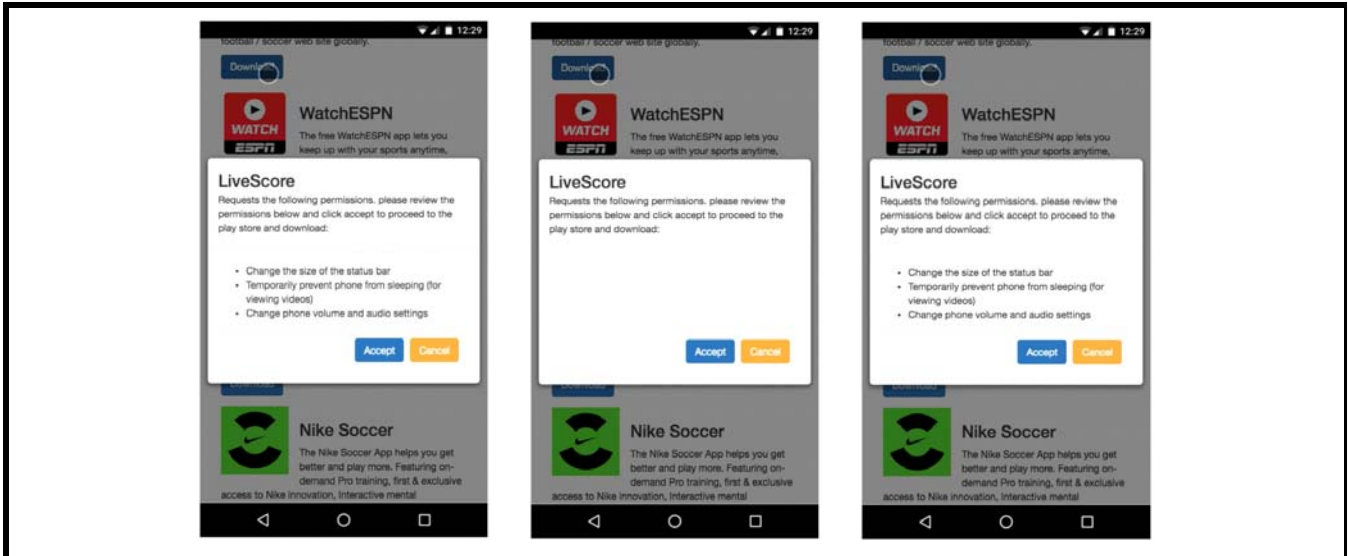 12:29
football / soccer web site globally.
Download
WATCH
ESPN
WatchESPN
The free WatchESPN app lets you
keep up with your sports anytime,
LiveScore
Requests the following permissions. please review the
permissions below and click accept to proceed to the
play store and download:
• Change the size of the status bar
• Temporarily prevent phone from sleeping (for
viewing videos)
• Change phone volume and audio settings
Accept Cancel
Download
Nike Soccer
The Nike Soccer App helps you get
better and play more. Featuring on-
demand Pro training, first & exclusive
access to Nike innovation, Interactive mental
12:29
football / soccer web site globally.
Download
WATCH
ESPN
WatchESPN
The free WatchESPN app lets you
keep up with your sports anytime,
LiveScore
Requests the following permissions. please review the
permissions below and click accept to proceed to the
play store and download:
Accept Cancel
Download
Nike Soccer
The Nike Soccer App helps you get
better and play more. Featuring on-
demand Pro training, first & exclusive
access to Nike innovation, Interactive mental
12:29
football / soccer web site globally.
Download
WATCH
ESPN
WatchESPN
The free WatchESPN app lets you
keep up with your sports anytime,
LiveScore
Requests the following permissions. please review the
permissions below and click accept to proceed to the
play store and download:
• Change the size of the status bar
• Temporarily prevent phone from sleeping (for
viewing videos)
• Change phone volume and audio settings
Accept Cancel
Download
Nike Soccer
The Nike Soccer App helps you get
better and play more. Featuring on-
demand Pro training, first & exclusive
access to Nike innovation, Interactive mental